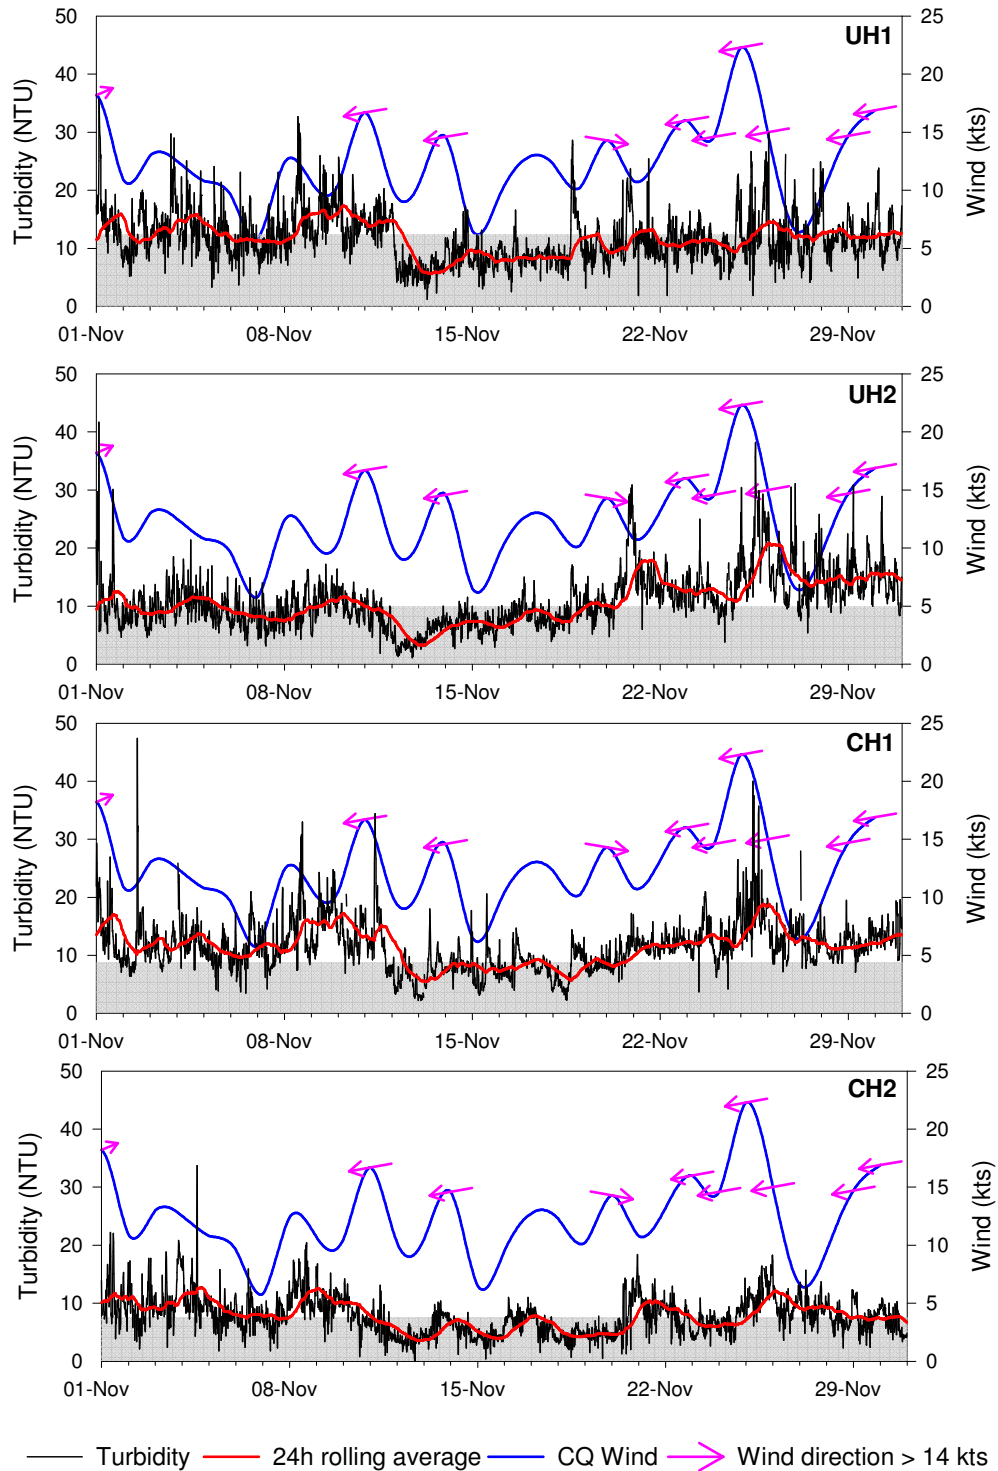 UH1
Turbidity (NTU)
Wind (kts)
50 40 30 20 10 0
25 20 15 10 5 0
01-Nov 08-Nov 15-Nov 22-Nov 29-Nov
UH2
Turbidity (NTU)
Wind (kts)
50 40 30 20 10 0
25 20 15 10 5 0
01-Nov 08-Nov 15-Nov 22-Nov 29-Nov
CH1
Turbidity (NTU)
Wind (kts)
50 40 30 20 10 0
25 20 15 10 5 0
01-Nov 08-Nov 15-Nov 22-Nov 29-Nov
CH2
Turbidity (NTU)
Wind (kts)
50 40 30 20 10 0
25 20 15 10 5 0
01-Nov 08-Nov 15-Nov 22-Nov 29-Nov
Turbidity 24h rolling average CQ Wind Wind direction > 14 kts